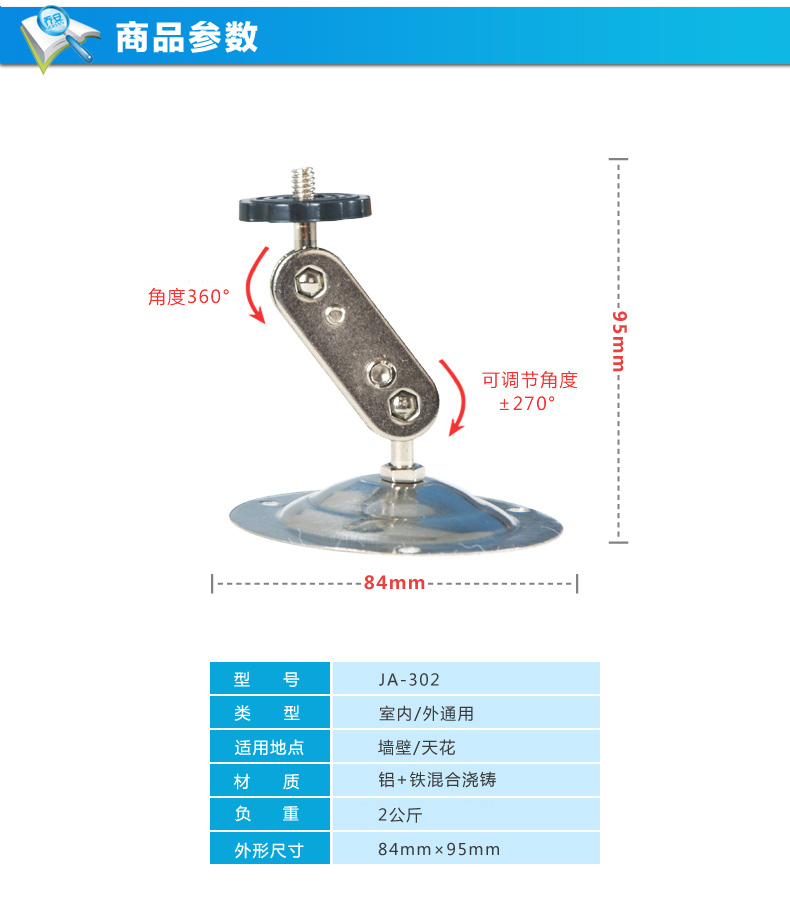 乔安
商品参数
角度360°
95mm
可调节角度
±270°
84mm
型 号 JA-302
类 型 室内/外通用
适用地点 墙壁/天花
材 质 铝+铁混合浇铸
负 重 2公斤
外形尺寸 84mm×95mm